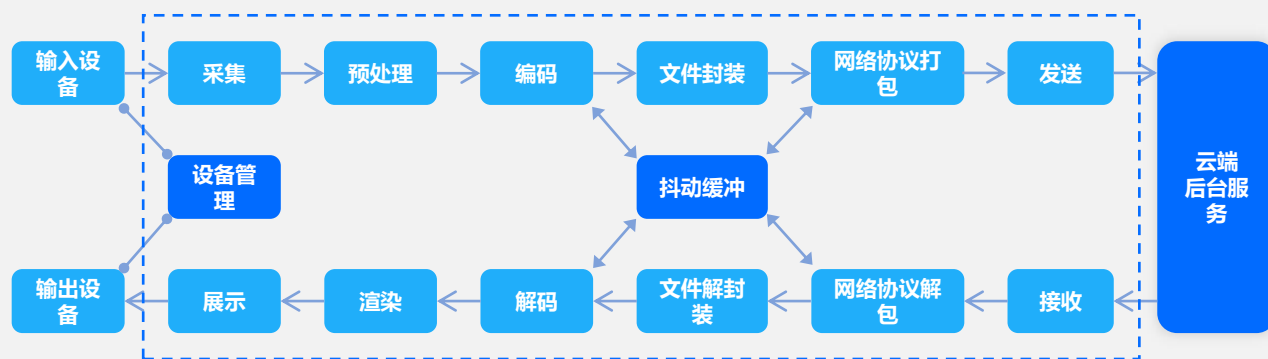 输入设
备
采集
预处理
编码
文件封装
网络协议打
包
发送
设备管
理
抖动缓冲
云端
后台服
务
输出设
备
展示
渲染
解码
文件解封
装
网络协议解
包
接收